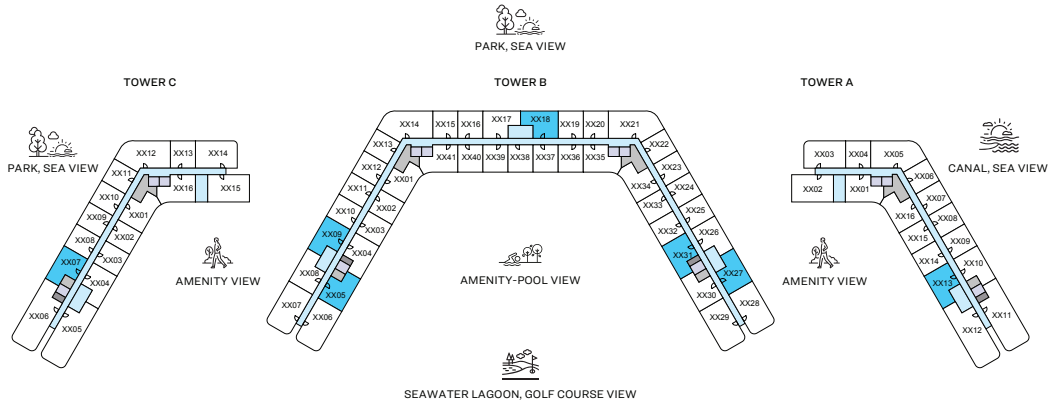 PARK, SEA VIEW
TOWER C
TOWER B
TOWER A
PARK, SEA VIEW
XX12
XX13
XX14
XX11
XX16
XX15
XX10
XX01
XX09
XX02
XX08
XX03
XX07
XX04
XX06
XX05
AMENITY VIEW
XX14
XX15
XX16
XX17
XX18
XX19
XX20
XX21
XX13
XX41
XX40
XX39
XX38
XX37
XX36
XX35
XX22
XX12
XX01
XX34
XX23
XX11
XX02
XX33
XX24
XX10
XX03
XX32
XX25
XX09
XX04
XX31
XX26
XX08
XX05
XX30
XX27
XX07
XX06
XX29
XX28
AMENITY-POOL VIEW
XX03
XX04
XX05
CANAL, SEA VIEW
XX02
XX01
XX06
XX16
XX07
XX15
XX08
XX14
XX09
XX13
XX10
XX12
XX11
AMENITY VIEW
SEAWATER LAGOON, GOLF COURSE VIEW